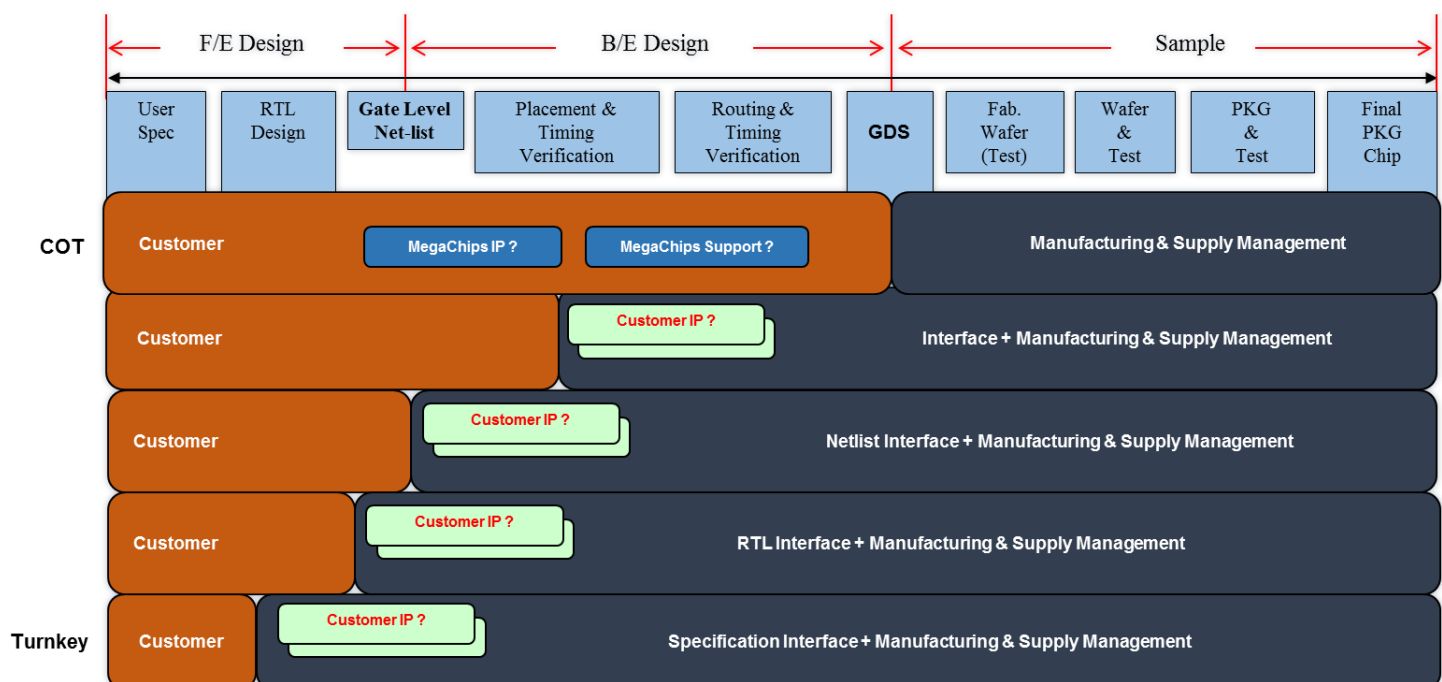 F/E Design
B/E Design
Sample
User
Spec
RTL
Design
Gate Level
Net-list
Placement &
Timing
Verification
Routing &
Timing
Verification
GDS
Fab.
Wafer
(Test)
Wafer
&
Test
PKG
&
Test
Final
PKG
Chip
COT
Customer
MegaChips IP ?
MegaChips Support ?
Manufacturing & Supply Management
Customer
Customer IP ?
Interface + Manufacturing & Supply Management
Customer
Customer IP ?
Netlist Interface + Manufacturing & Supply Management
Customer
Customer IP ?
RTL Interface + Manufacturing & Supply Management
Turnkey
Customer
Customer IP ?
Specification Interface + Manufacturing & Supply Management